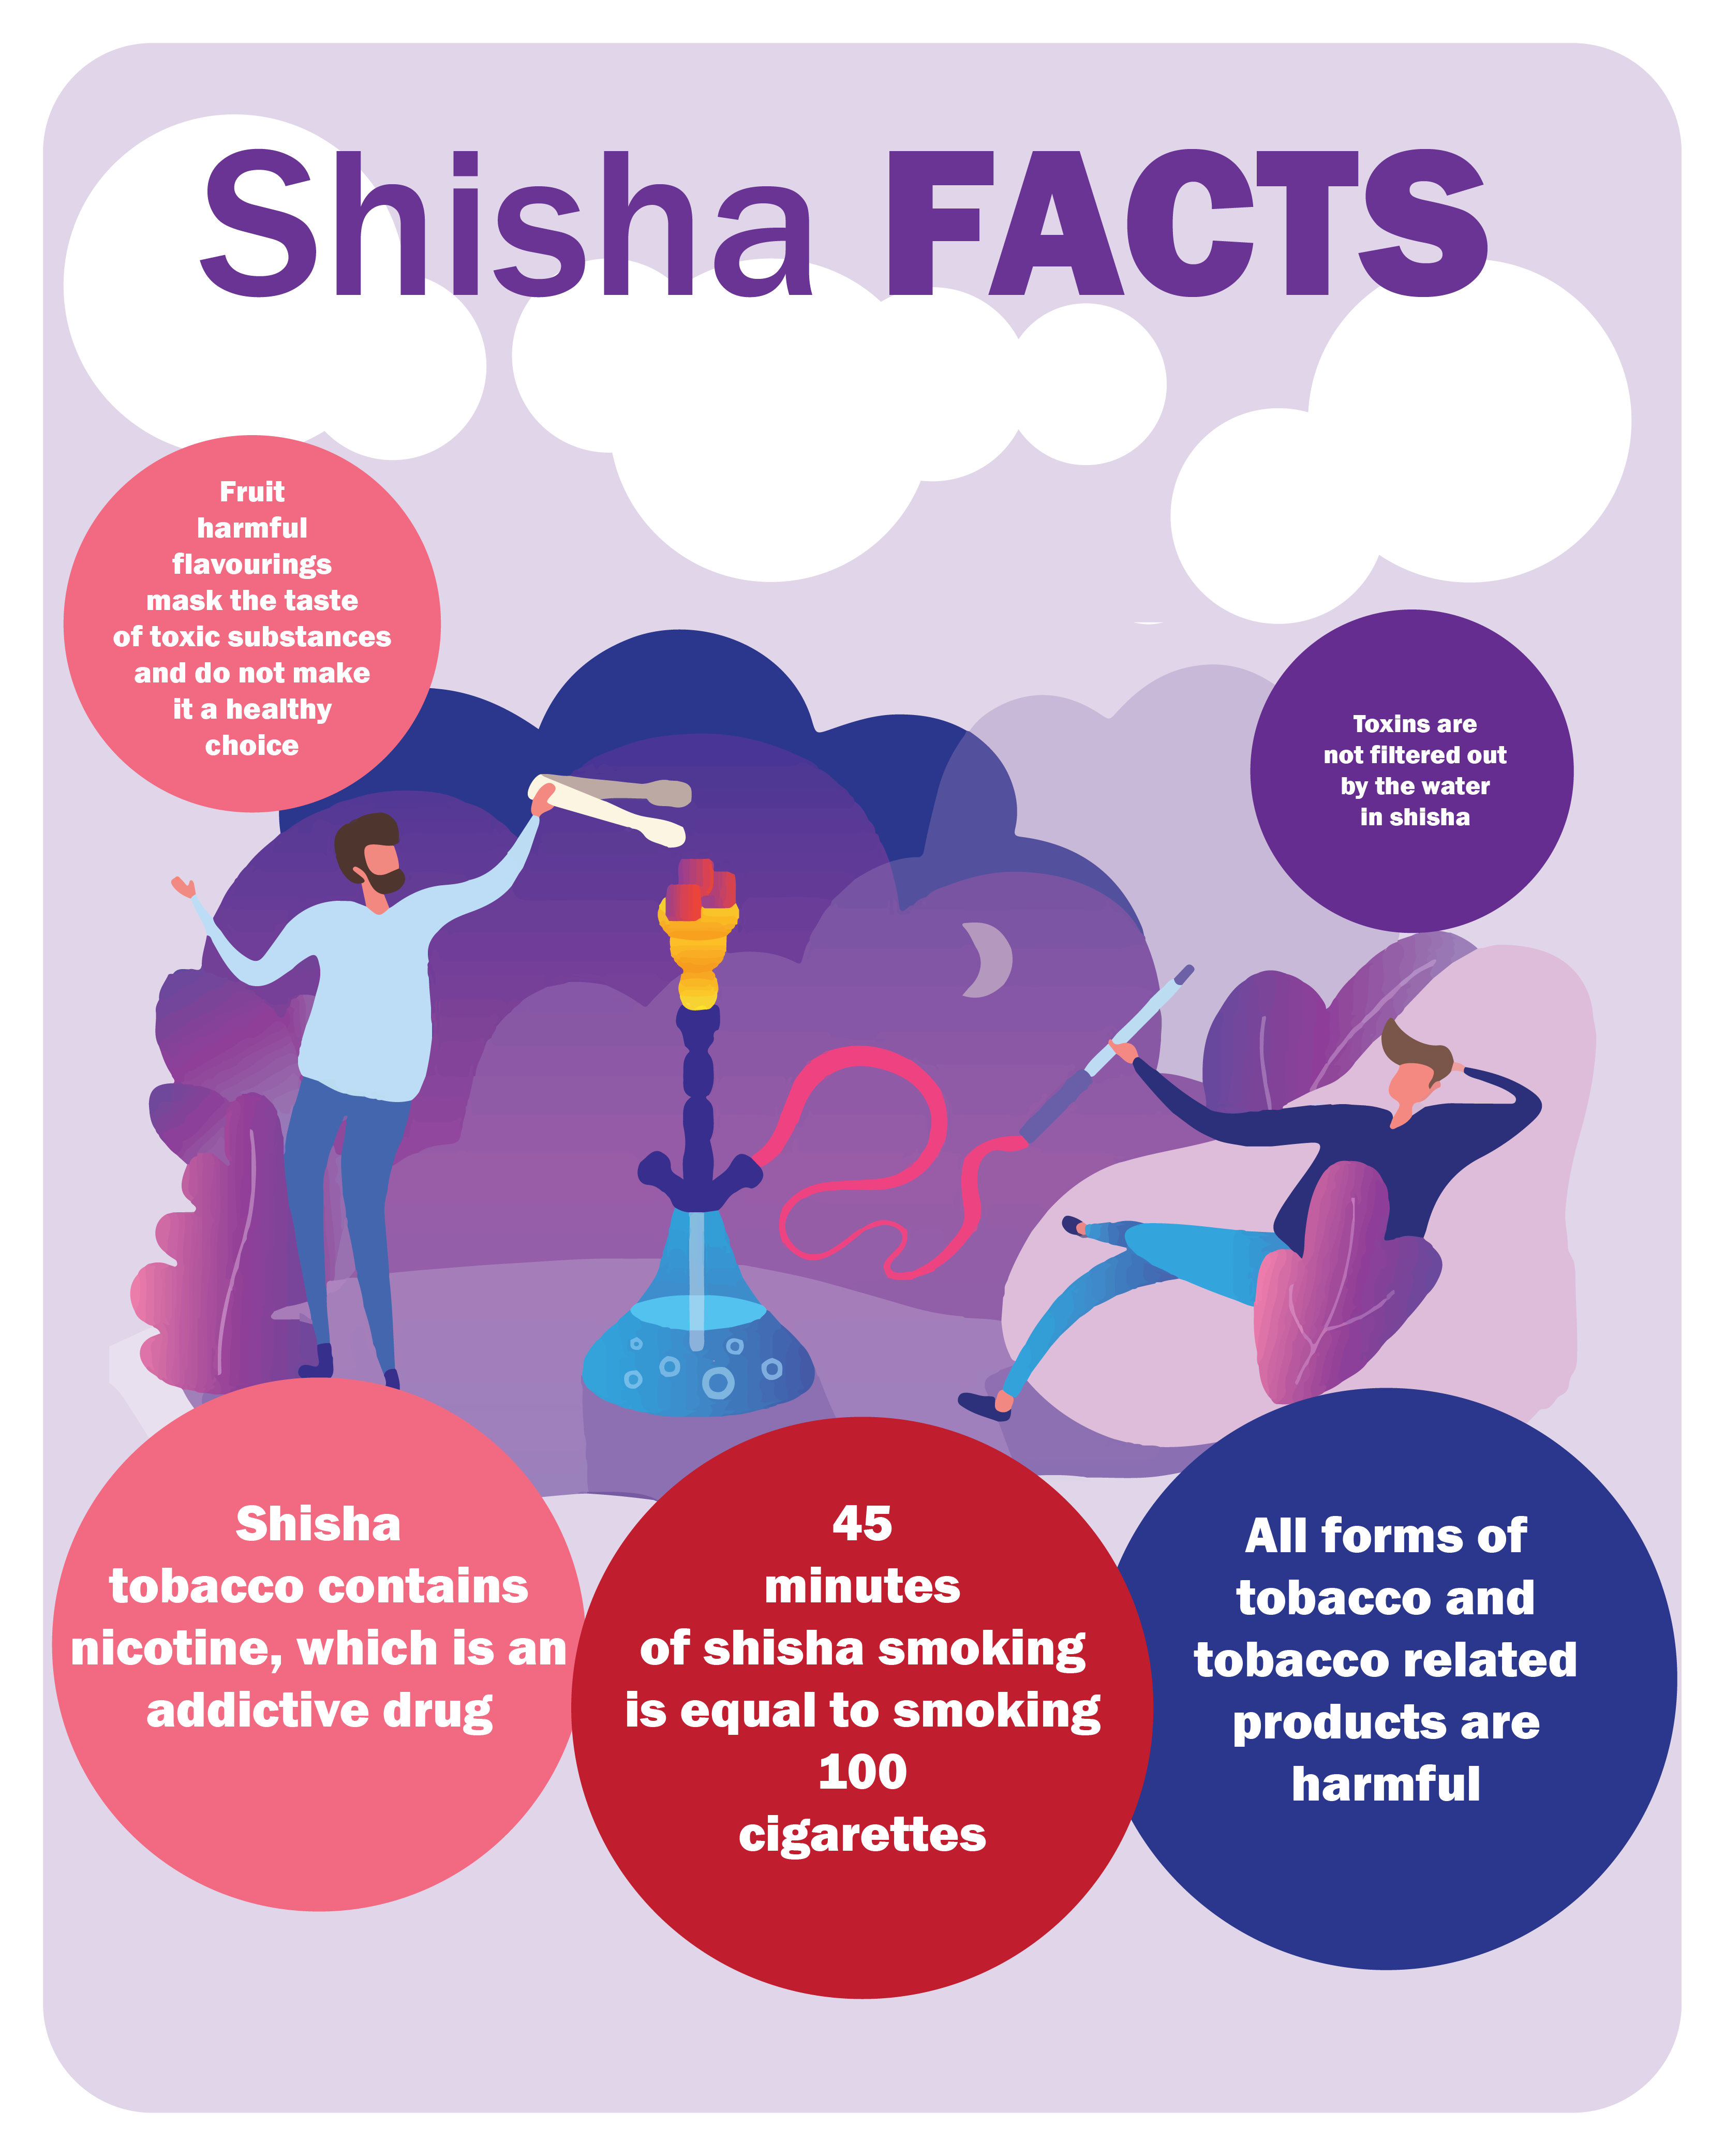 Shisha FACTS
Fruit
harmful
flavourings
mask the taste
of toxic substances
and do not make
it a healthy
choice
Toxins are
not filtered out
by the water
in shisha
Shisha
tobacco contains
nicotine, which is an
addictive drug
45
minutes
of shisha smoking
is equal to smoking
100
cigarettes
All forms of
tobacco and
tobacco related
products are
harmful